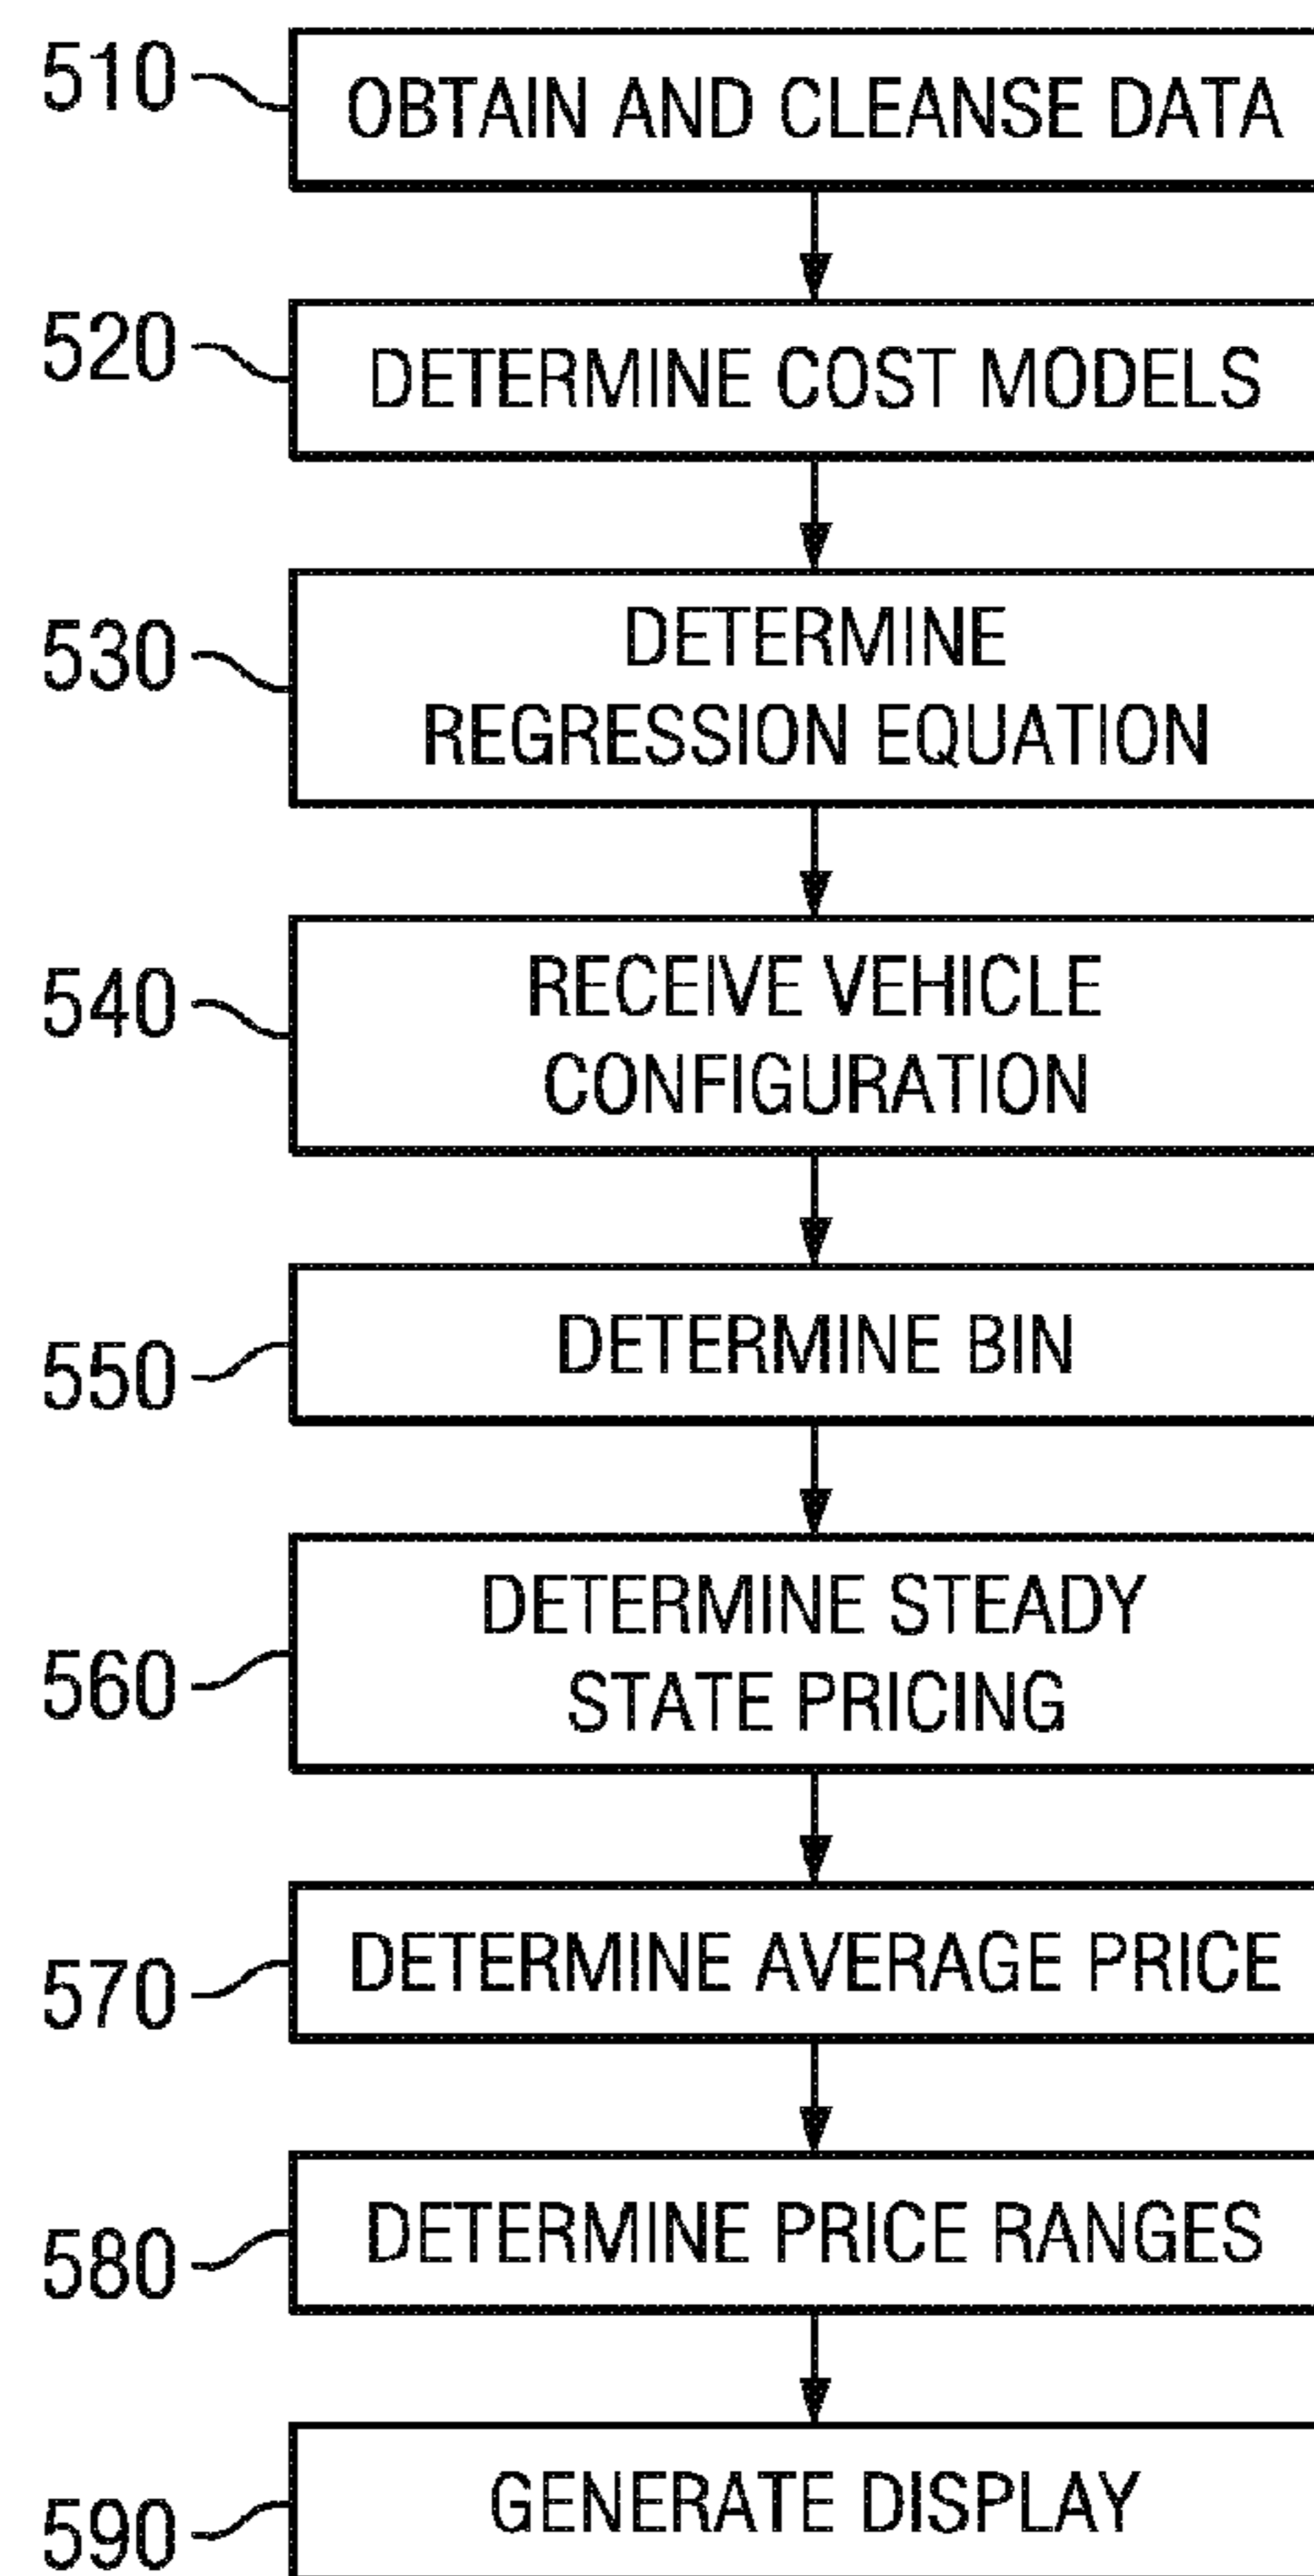 510 OBTAIN AND CLEANSE DATA
520 DETERMINE COST MODELS
530 DETERMINE
REGRESSION EQUATION
540 RECEIVE VEHICLE
CONFIGURATION
550 DETERMINE BIN
560 DETERMINE STEADY
STATE PRICING
570 DETERMINE AVERAGE PRICE
580 DETERMINE PRICE RANGES
590 GENERATE DISPLAY